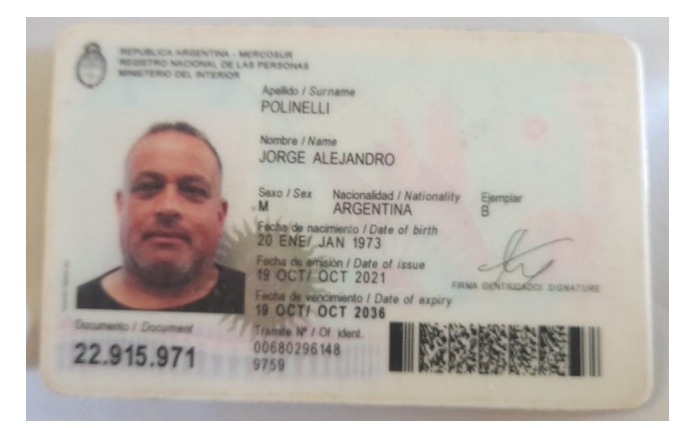 REPUBLICA ARGENTINA - MERCOSUR
REGISTRO NACIONAL DE LAS PERSONAS
MINISTERIO DEL INTERIOR
Apellido / Surname
POLINELLI
Nombre / Name
JORGE ALEJANDRO
Sexo / Sex Nacionalidad / Nationality Ejemplar
M ARGENTINA B
Fecha de nacimiento / Date of birth
20 ENE/ JAN 1973
Fecha de emisión / Date of issue
19 OCT/ OCT 2021
FIRMA IDENTIFICADO/ SIGNATURE
Fecha de vencimiento / Date of expiry
19 OCT/ OCT 2036
Documento / Document
22.915.971
Trámite Nº / Of. ident.
00680296148
9759